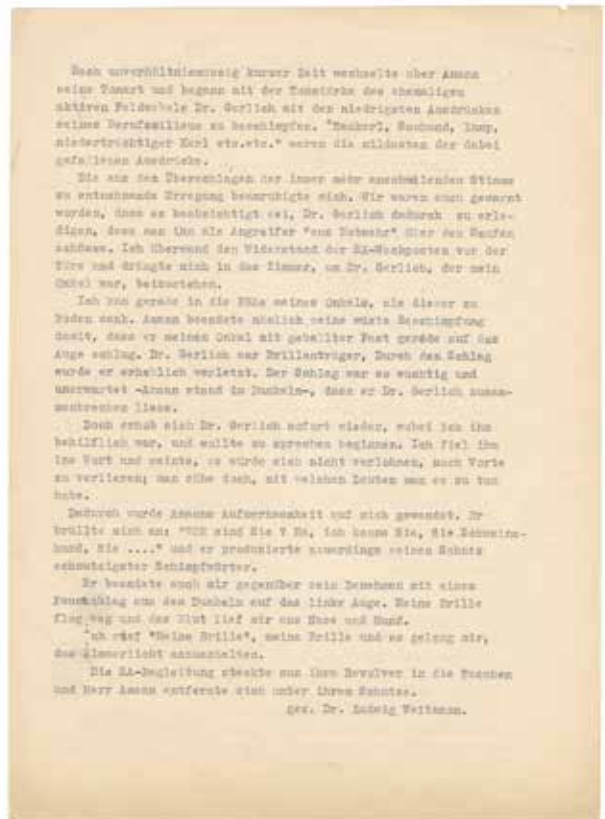 Nach unverhältnismässig kurzer Zeit wechselte aber Amann
seine Tonart und begann mit der Tonstärke des ehemaligen
aktiven Feldwebels Dr. Gerlich mit den niedrigsten Ausdrücken
seines Berufsmilieus zu beschimpfen. "Saukerl, Sauhund, Lump,
niederträchtiger Kerl etc.etc." waren die mildesten der dabei
gefallenen Ausdrücke.
Die aus den Überschlagen der immer mehr anschwellenden Stimme
zu entnehmende Erregung beunruhigte mich. Wir waren auch gewarnt
worden, dass es beabsichtigt sei, Dr. Gerlich dadurch zu erle-
digen, dass man ihn als Angreifer "aus Notwehr" über den Haufen
schösse. Ich überwand den Widerstand der SA-Wachposten vor der
Türe und drängte mich in das Zimmer, um Dr. Gerlich, der mein
Onkel war, beizustehen.
Ich kam gerade in die Nähe meines Onkels, als dieser zu
Boden sank. Amann beendete nämlich seine wüste Beschimpfung
damit, dass er meinen Onkel mit geballter Faust gerade auf das
Auge schlug. Dr. Gerlich war Brillenträger, Durch den Schlag
wurde er erheblich verletzt. Der Schlag war so wuchtig und
unerwartet -Amann stand im Dunkeln-, dass er Dr. Gerlich zusam-
menbrechen liess.
Doch erhob sich Dr. Gerlich sofort wieder, wobei ich ihm
behilflich war, und wollte zu sprechen beginnen. Ich fiel ihm
ins Wort und meinte, es würde sich nicht verlohnen, noch Worte
zu verlieren; man sähe doch, mit welchen Leuten man es zu tun
habe.
Dadurch wurde Amanns Aufmerksamkeit auf mich gewendet. Er
brüllte mich an: "WER sind Sie ? Ha, ich kenne Sie, Sie Schweine-
hund, Sie ...." und er produzierte neuerdings seinen Schatz
schmutzigster Schimpfwörter.
Er beendete auch mir gegenüber sein Benehmen mit einem
Faustschlag aus dem Dunkeln auf das linke Auge. Meine Brille
flog weg und das Blut lief mir aus Nase und Mund.
Ich rief "Meine Brille", meine Brille und es gelang mir,
das Zimmerlicht anzuschalten.
Die SA-Begleitung steckte nun ihre Revolver in die Taschen
und Herr Amann entfernte sich unter ihrem Schutze.
gez. Dr. Ludwig Weitmann.